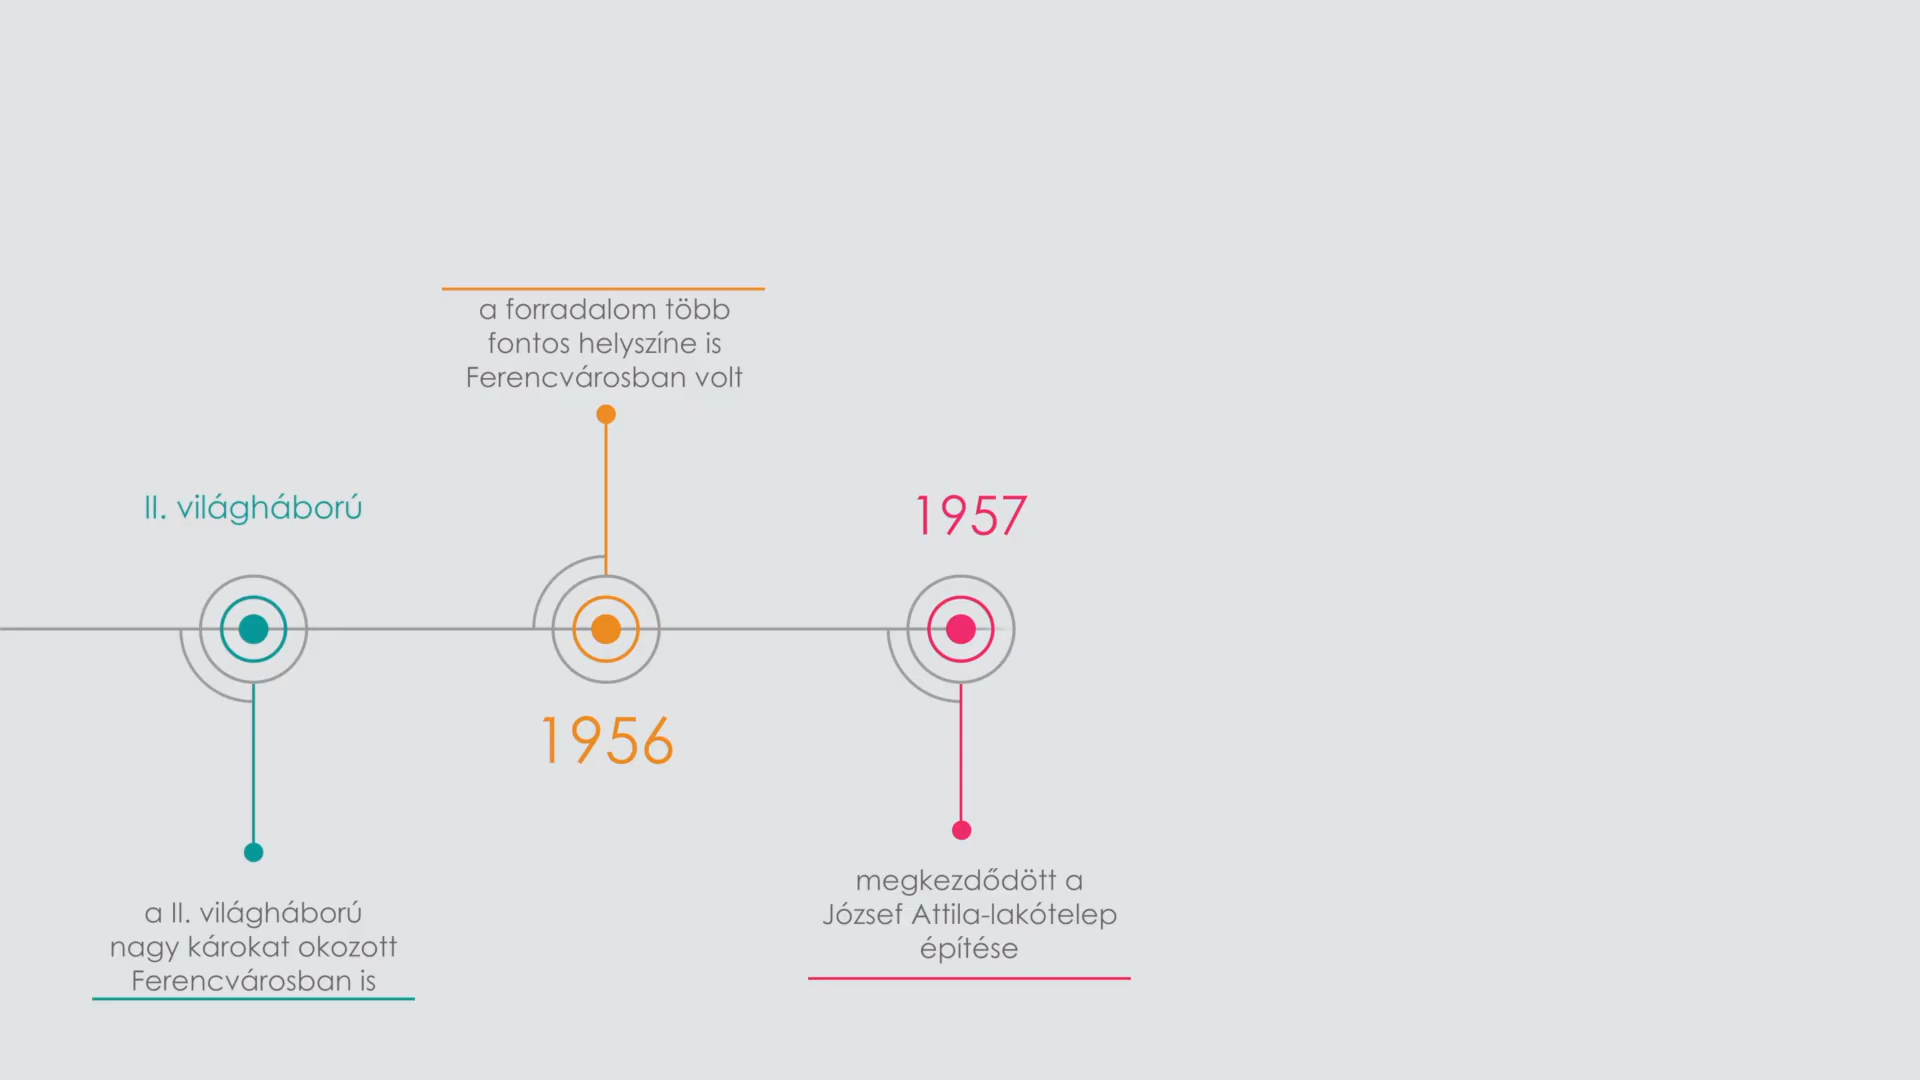 II. világháború
a II. világháború
nagy károkat okozott
Ferencvárosban is
a forradalom több
fontos helyszíne is
Ferencvárosban volt
1956
1957
megkezdődött a
József Attila-lakótelep
építése